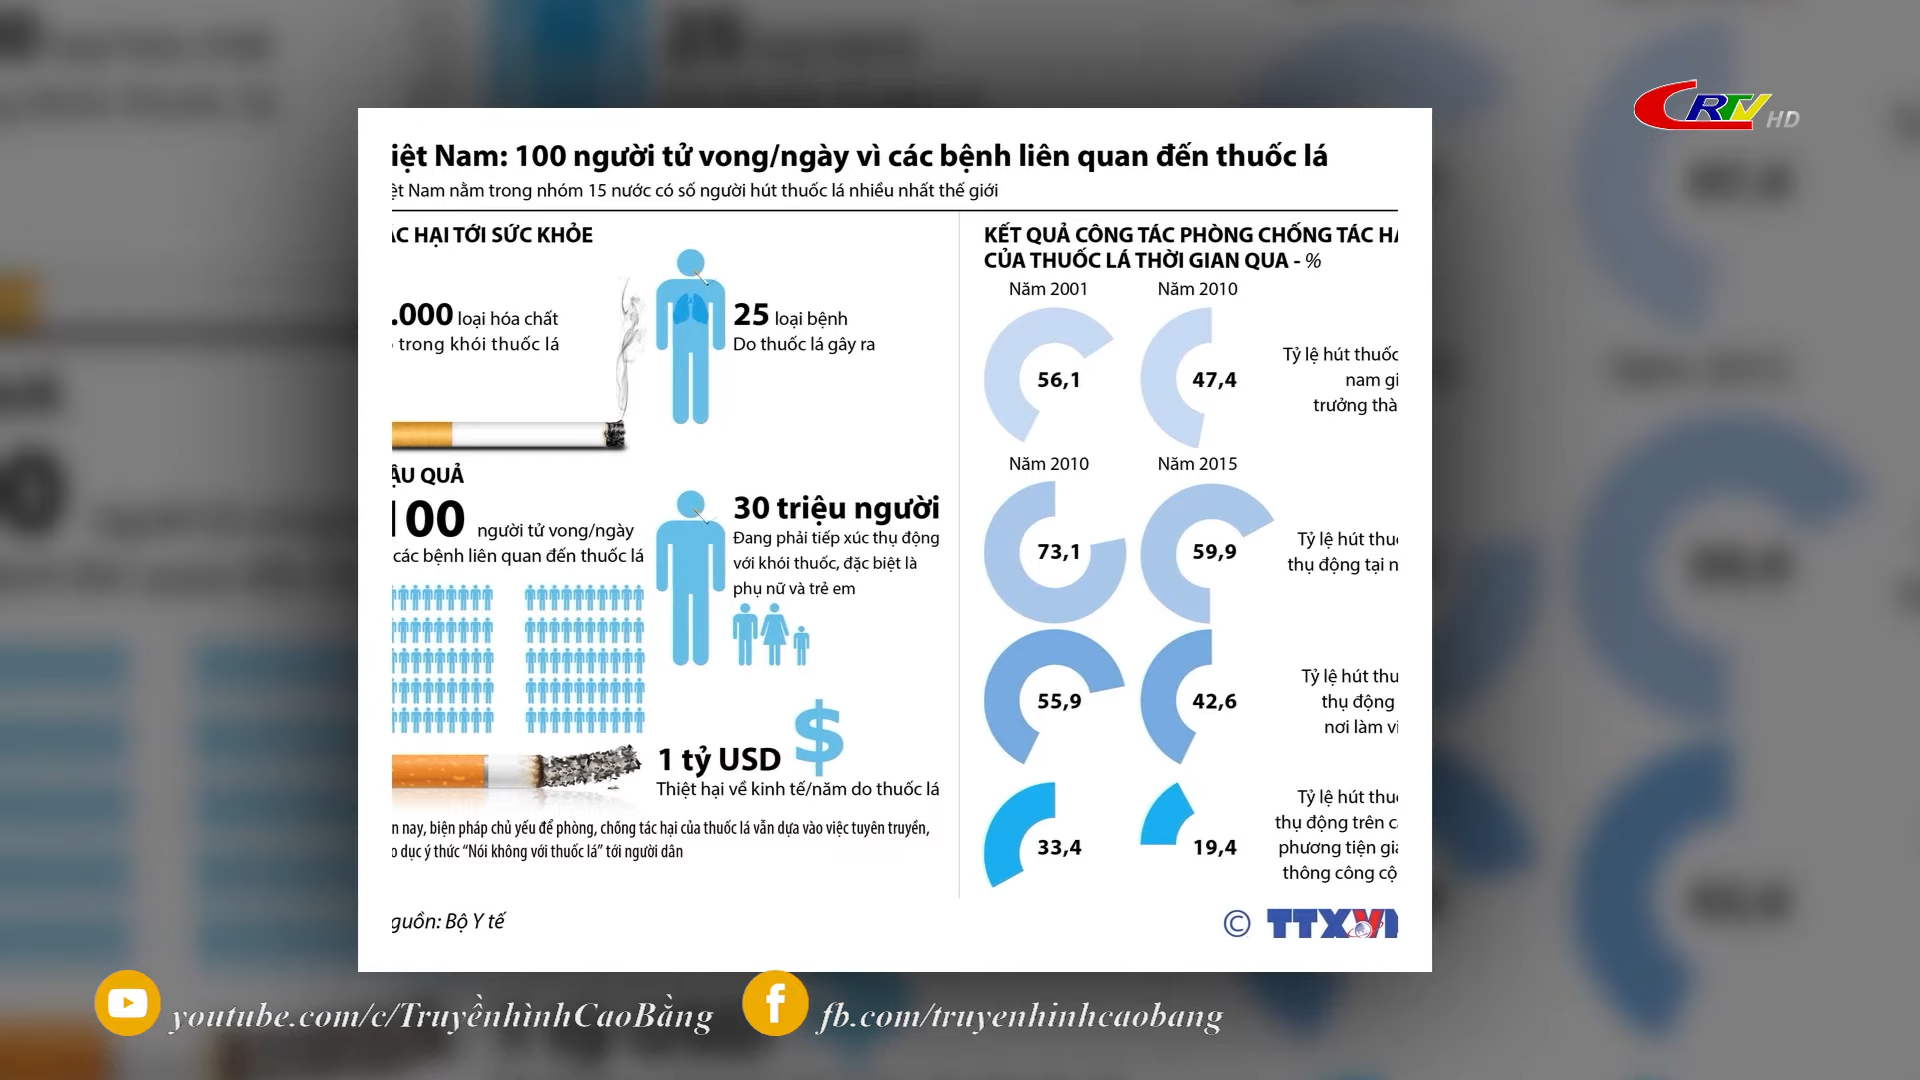 CRTV HD
iệt Nam: 100 người tử vong/ngày vì các bệnh liên quan đến thuốc lá
ệt Nam nằm trong nhóm 15 nước có số người hút thuốc lá nhiều nhất thế giới
ÁC HẠI TỚI SỨC KHỎE
.000 loại hóa chất
trong khói thuốc lá
25 loại bệnh
Do thuốc lá gây ra
ẬU QUẢ
100 người tử vong/ngày
các bệnh liên quan đến thuốc lá
30 triệu người
Đang phải tiếp xúc thụ động
với khói thuốc, đặc biệt là
phụ nữ và trẻ em
$
1 tỷ USD
Thiệt hại về kinh tế/năm do thuốc lá
n nay, biện pháp chủ yếu để phòng, chống tác hại của thuốc lá vẫn dựa vào việc tuyên truyền,
o dục ý thức “Nói không với thuốc lá” tới người dân
guồn: Bộ Y tế
KẾT QUẢ CÔNG TÁC PHÒNG CHỐNG TÁC HẠ
CỦA THUỐC LÁ THỜI GIAN QUA - %
Năm 2001 Năm 2010
56,1 47,4
Tỷ lệ hút thuốc
nam gi
trưởng thà
Năm 2010 Năm 2015
73,1 59,9
Tỷ lệ hút thuố
thụ động tại n
55,9 42,6
Tỷ lệ hút thu
thụ động
nơi làm vi
33,4 19,4
Tỷ lệ hút thuố
thụ động trên c
phương tiện gia
thông công cộ
© TTXVN
youtube.com/c/TruyềnhìnhCaoBằng
fb.com/truyenhinhcaobang